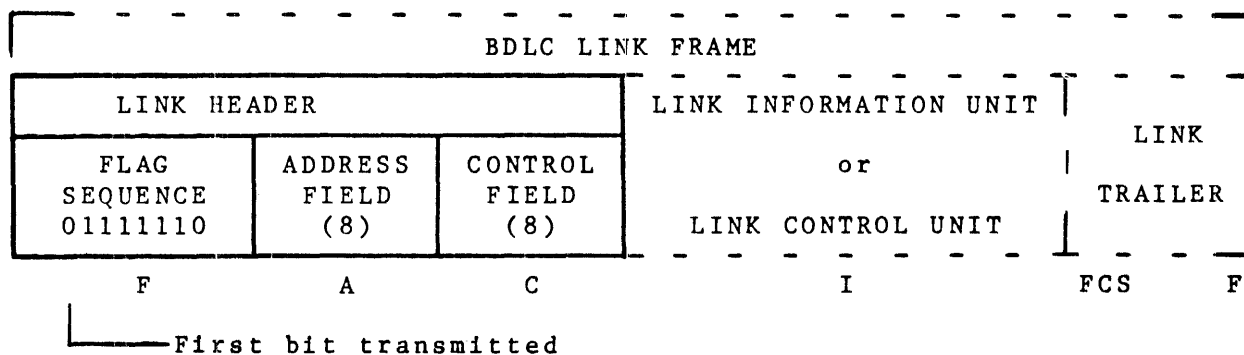 BDLC LINK FRAME
LINK HEADER
LINK INFORMATION UNIT
or
LINK CONTROL UNIT
LINK
TRAILER
FLAG
SEQUENCE
01111110
ADDRESS
FIELD
(8)
CONTROL
FIELD
(8)
F A C I FCS F
First bit transmitted